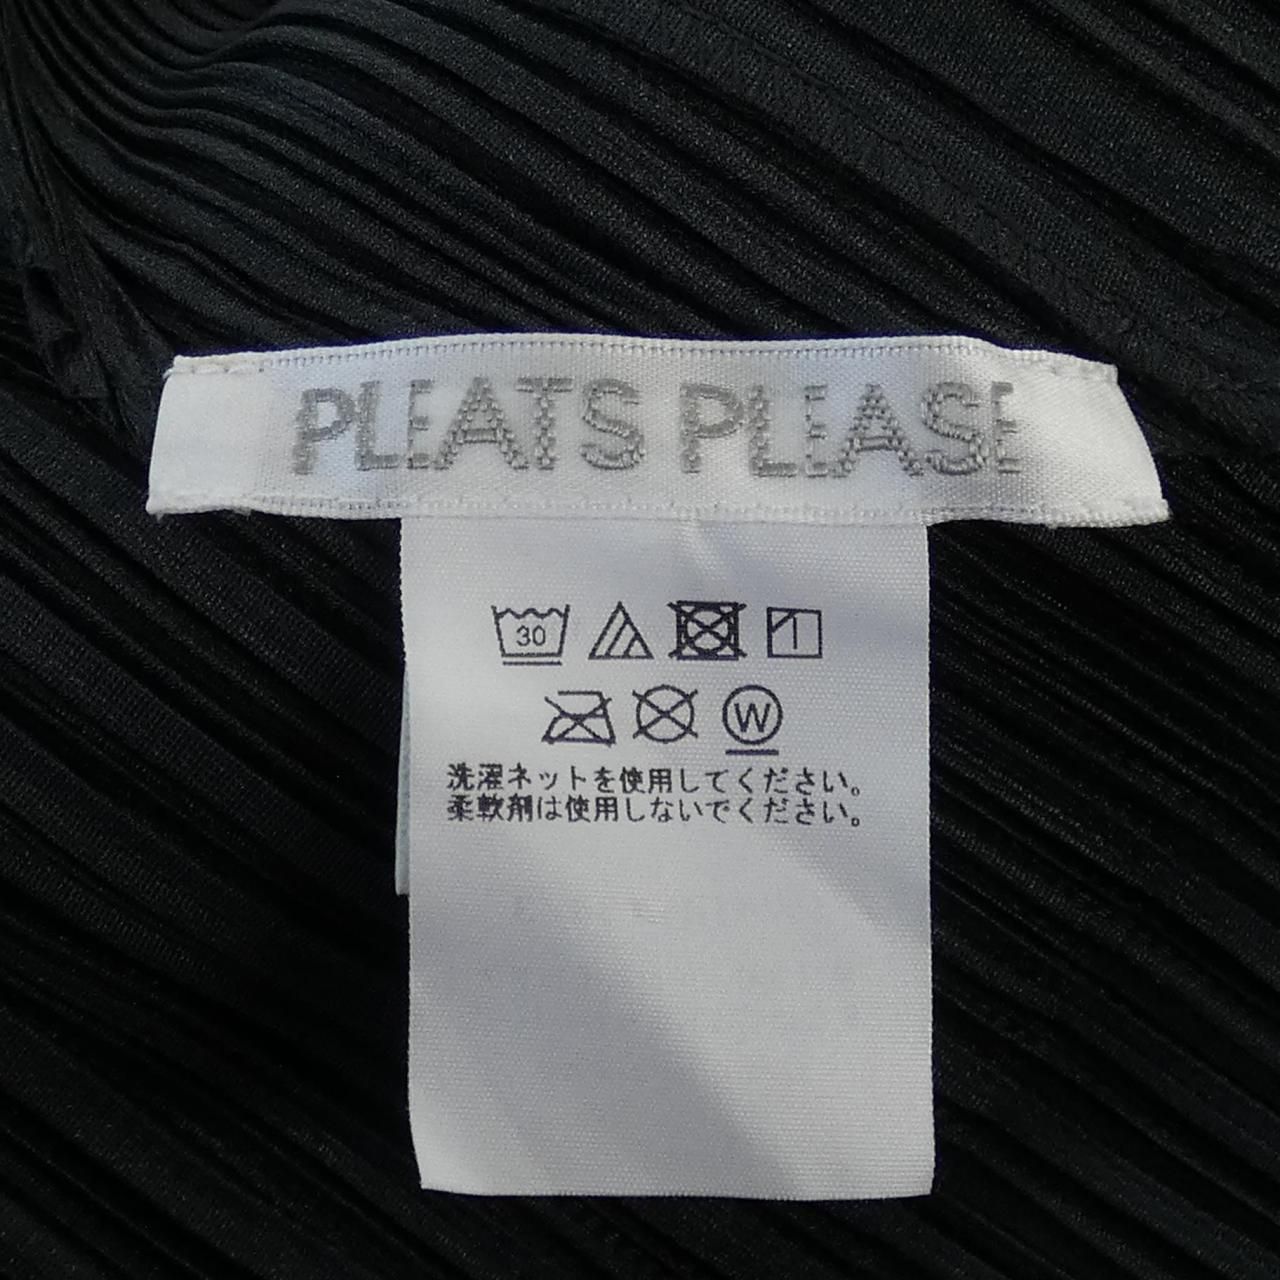 PLEATS PLEASE
30
W
洗濯ネットを使用してください。
柔軟剤は使用しないでください。